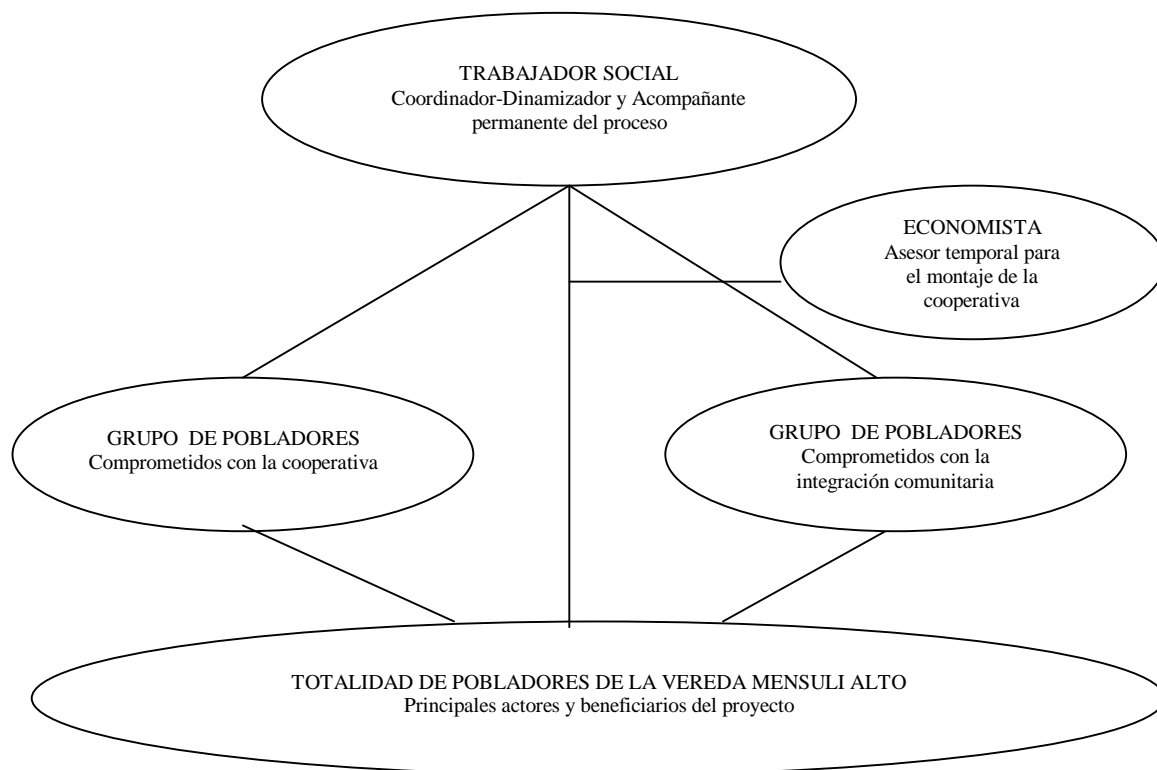 TRABAJADOR SOCIAL
Coordinador-Dinamizador y Acompañante
permanente del proceso
ECONOMISTA
Asesor temporal para
el montaje de la
cooperativa
GRUPO DE POBLADORES
Comprometidos con la cooperativa
GRUPO DE POBLADORES
Comprometidos con la
integración comunitaria
TOTALIDAD DE POBLADORES DE LA VEREDA MENSULI ALTO
Principales actores y beneficiarios del proyecto